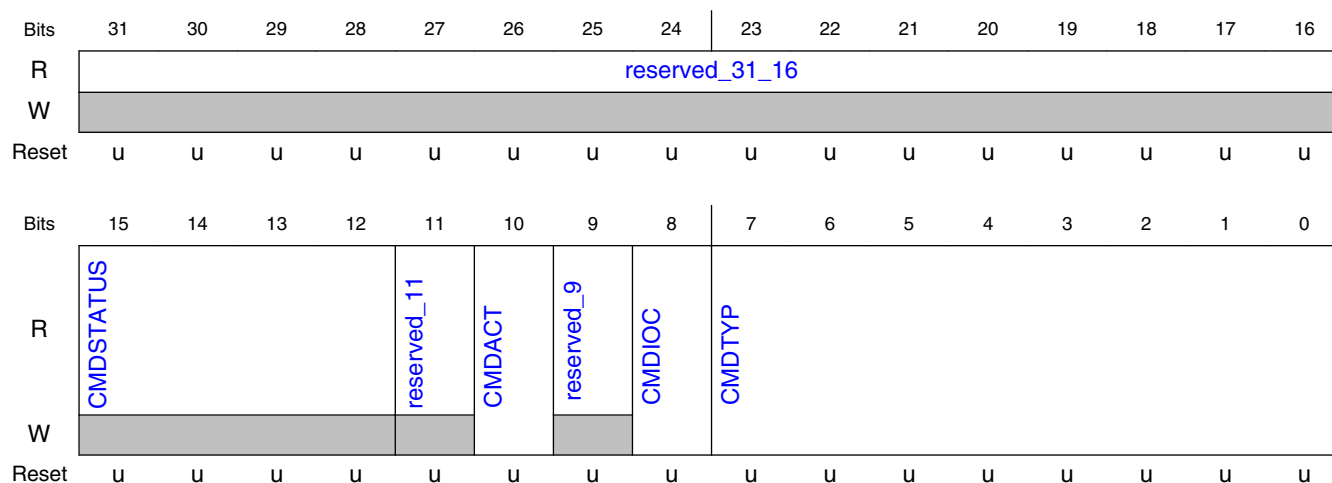 Bits 31 30 29 28 27 26 25 24 23 22 21 20 19 18 17 16
R reserved_31_16
W
Reset u u u u u u u u u u u u u u u u
Bits 15 14 13 12 11 10 9 8 7 6 5 4 3 2 1 0
R CMDSTATUS reserved_11 CMDACT reserved_9 CMDIOC CMDTYP
W
Reset u u u u u u u u u u u u u u u u